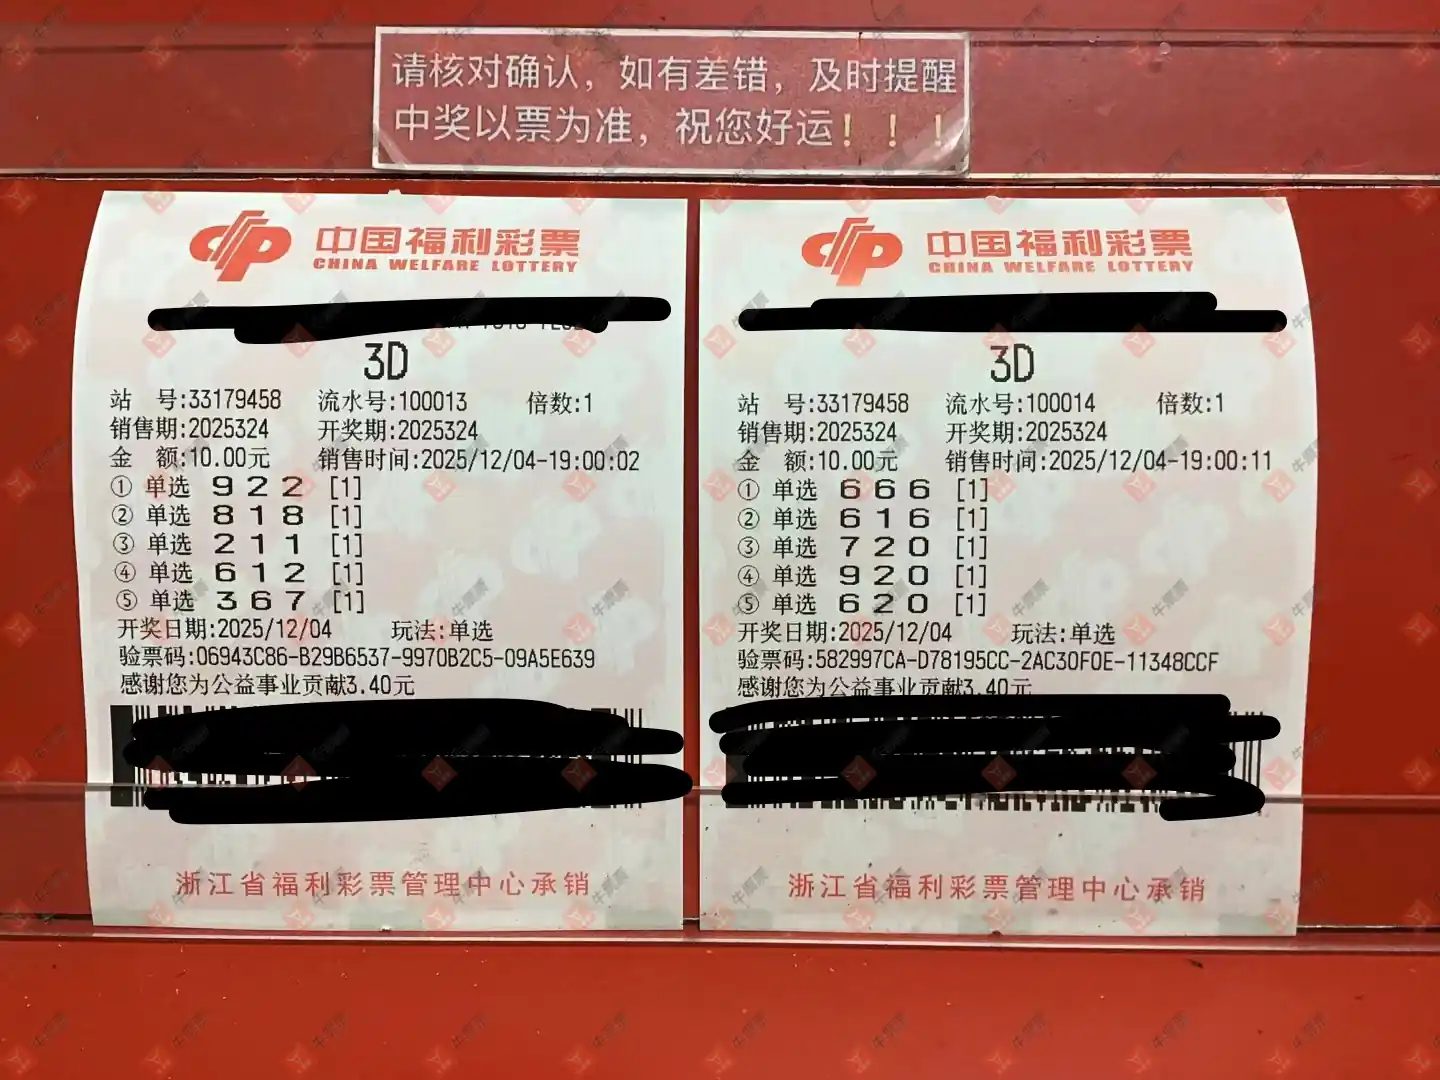 请核对确认，如有差错，及时提醒
中奖以票为准，祝您好运！！！
中国福利彩票
CHINA WELFARE LOTTERY
3D
站 号:33179458 流水号:100013 倍数:1
销售期:2025324 开奖期:2025324
金 额:10.00元 销售时间:2025/12/04-19:00:02
① 单选 9 2 2 [1]
② 单选 8 1 8 [1]
③ 单选 2 1 1 [1]
④ 单选 6 1 2 [1]
⑤ 单选 3 6 7 [1]
开奖日期:2025/12/04 玩法:单选
验票码:06943C86-B29B6537-9970B2C5-09A5E639
感谢您为公益事业贡献3.40元
浙江省福利彩票管理中心承销
中国福利彩票
CHINA WELFARE LOTTERY
3D
站 号:33179458 流水号:100014 倍数:1
销售期:2025324 开奖期:2025324
金 额:10.00元 销售时间:2025/12/04-19:00:11
① 单选 6 6 6 [1]
② 单选 6 1 6 [1]
③ 单选 7 2 0 [1]
④ 单选 9 2 0 [1]
⑤ 单选 6 2 0 [1]
开奖日期:2025/12/04 玩法:单选
验票码:582997CA-D78195CC-2AC30F0E-11348CCF
感谢您为公益事业贡献3.40元
浙江省福利彩票管理中心承销